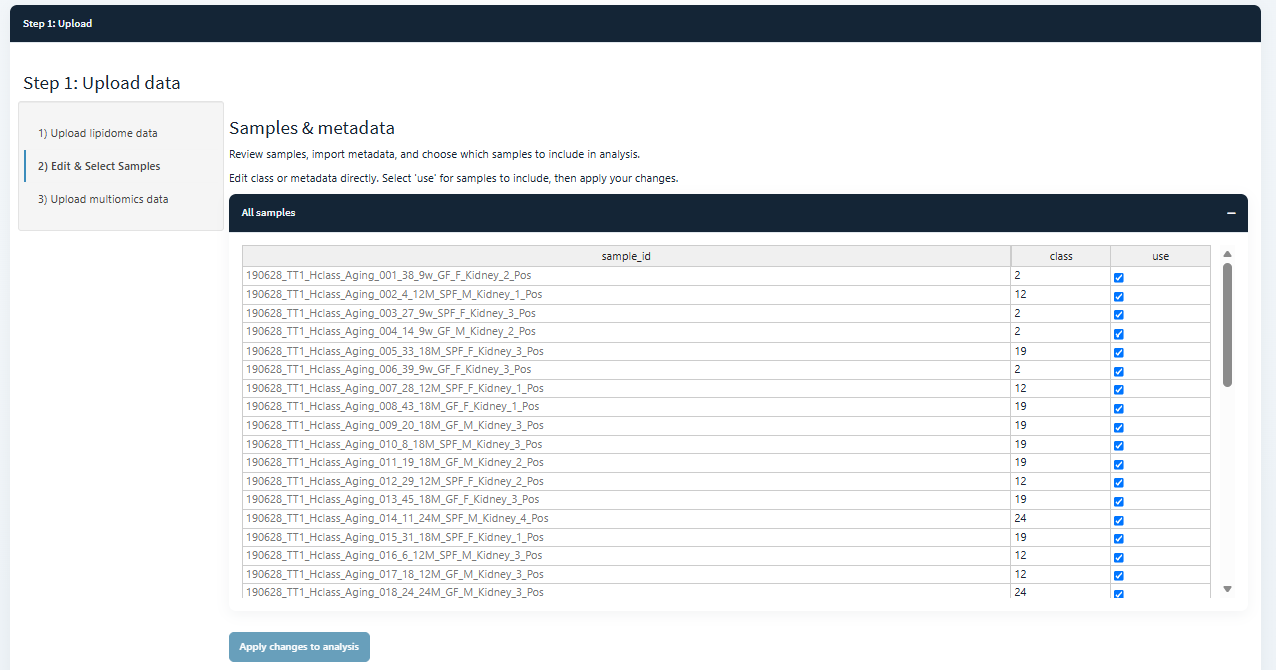 Step 1: Upload
Step 1: Upload data
1) Upload lipidome data
2) Edit & Select Samples
3) Upload multiomics data
Samples & metadata
Review samples, import metadata, and choose which samples to include in analysis.
Edit class or metadata directly. Select 'use' for samples to include, then apply your changes.
All samples
sample_id class use
190628_TT1_Hclass_Aging_001_38_9w_GF_F_Kidney_2_Pos 2
190628_TT1_Hclass_Aging_002_4_12M_SPF_M_Kidney_1_Pos 12
190628_TT1_Hclass_Aging_003_27_9w_SPF_F_Kidney_3_Pos 2
190628_TT1_Hclass_Aging_004_14_9w_GF_M_Kidney_2_Pos 2
190628_TT1_Hclass_Aging_005_33_18M_SPF_F_Kidney_3_Pos 19
190628_TT1_Hclass_Aging_006_39_9w_GF_F_Kidney_3_Pos 2
190628_TT1_Hclass_Aging_007_28_12M_SPF_F_Kidney_1_Pos 12
190628_TT1_Hclass_Aging_008_43_18M_GF_F_Kidney_1_Pos 19
190628_TT1_Hclass_Aging_009_20_18M_GF_M_Kidney_3_Pos 19
190628_TT1_Hclass_Aging_010_8_18M_SPF_M_Kidney_3_Pos 19
190628_TT1_Hclass_Aging_011_19_18M_GF_M_Kidney_2_Pos 19
190628_TT1_Hclass_Aging_012_29_12M_SPF_F_Kidney_2_Pos 12
190628_TT1_Hclass_Aging_013_45_18M_GF_F_Kidney_3_Pos 19
190628_TT1_Hclass_Aging_014_11_24M_SPF_M_Kidney_4_Pos 24
190628_TT1_Hclass_Aging_015_31_18M_SPF_F_Kidney_1_Pos 19
190628_TT1_Hclass_Aging_016_6_12M_SPF_M_Kidney_3_Pos 12
190628_TT1_Hclass_Aging_017_18_12M_GF_M_Kidney_3_Pos 12
190628_TT1_Hclass_Aging_018_24_24M_GF_M_Kidney_3_Pos 24
Apply changes to analysis